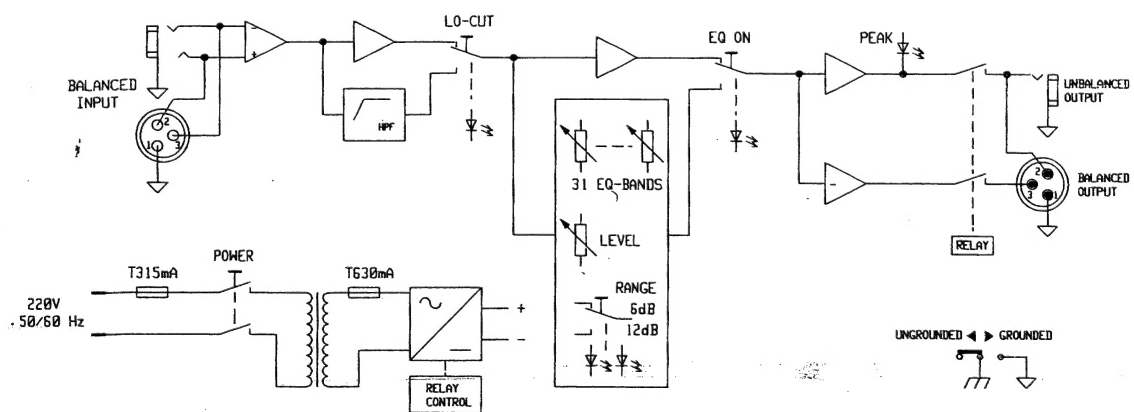 LO-CUT
EQ ON
PEAK
BALANCED
INPUT
-
+
2
3
1
HPF
UNBALANCED
OUTPUT
31 EQ-BANDS
LEVEL
RANGE
6dB
12dB
-
2
3
1
BALANCED
OUTPUT
RELAY
POWER
T315mA
T630mA
220V
50/60 Hz
+
-
RELAY
CONTROL
UNGROUNDED ◄ ► GROUNDED